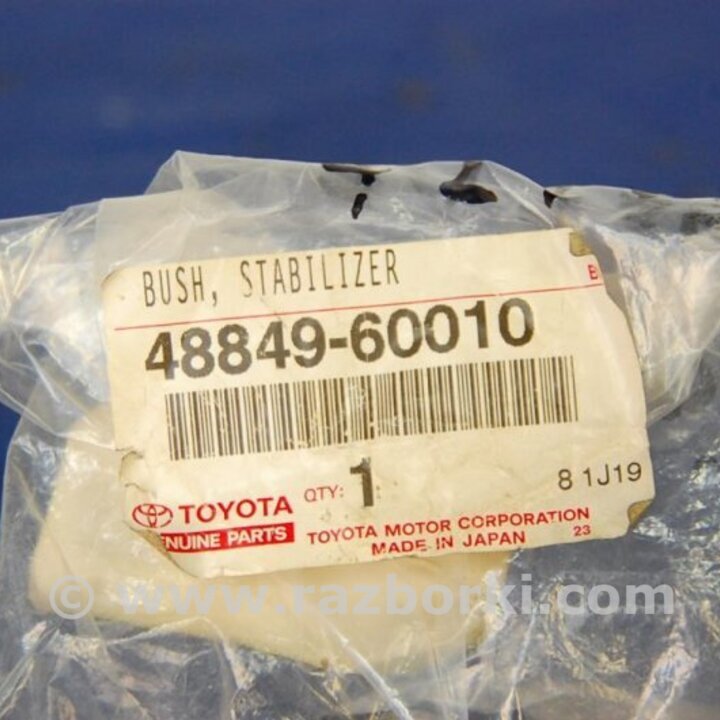 BUSH, STABILIZER
48849-60010
QTY: 1
8 1J19
TOYOTA
ENUINE PARTS
TOYOTA MOTOR CORPORATION
MADE IN JAPAN 23
© www.razborki.com